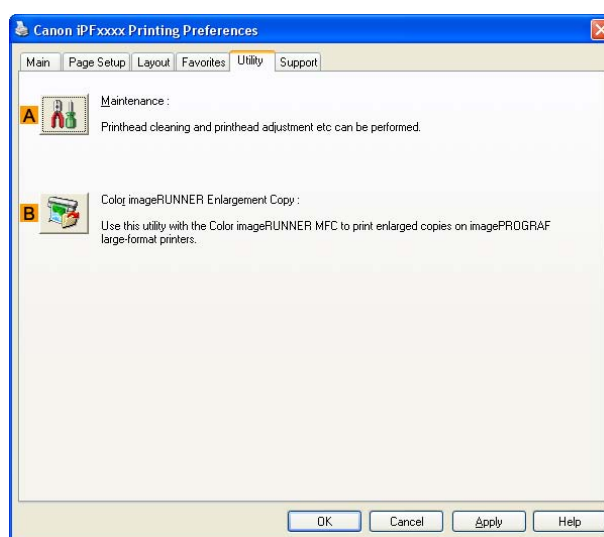 Canon iPFxxxx Printing Preferences
Main Page Setup Layout Favorites Utility Support
A
Maintenance :
Printhead cleaning and printhead adjustment etc can be performed.
B
Color imageRUNNER Enlargement Copy :
Use this utility with the Color imageRUNNER MFC to print enlarged copies on imagePROGRAF
large-format printers.
OK Cancel Apply Help